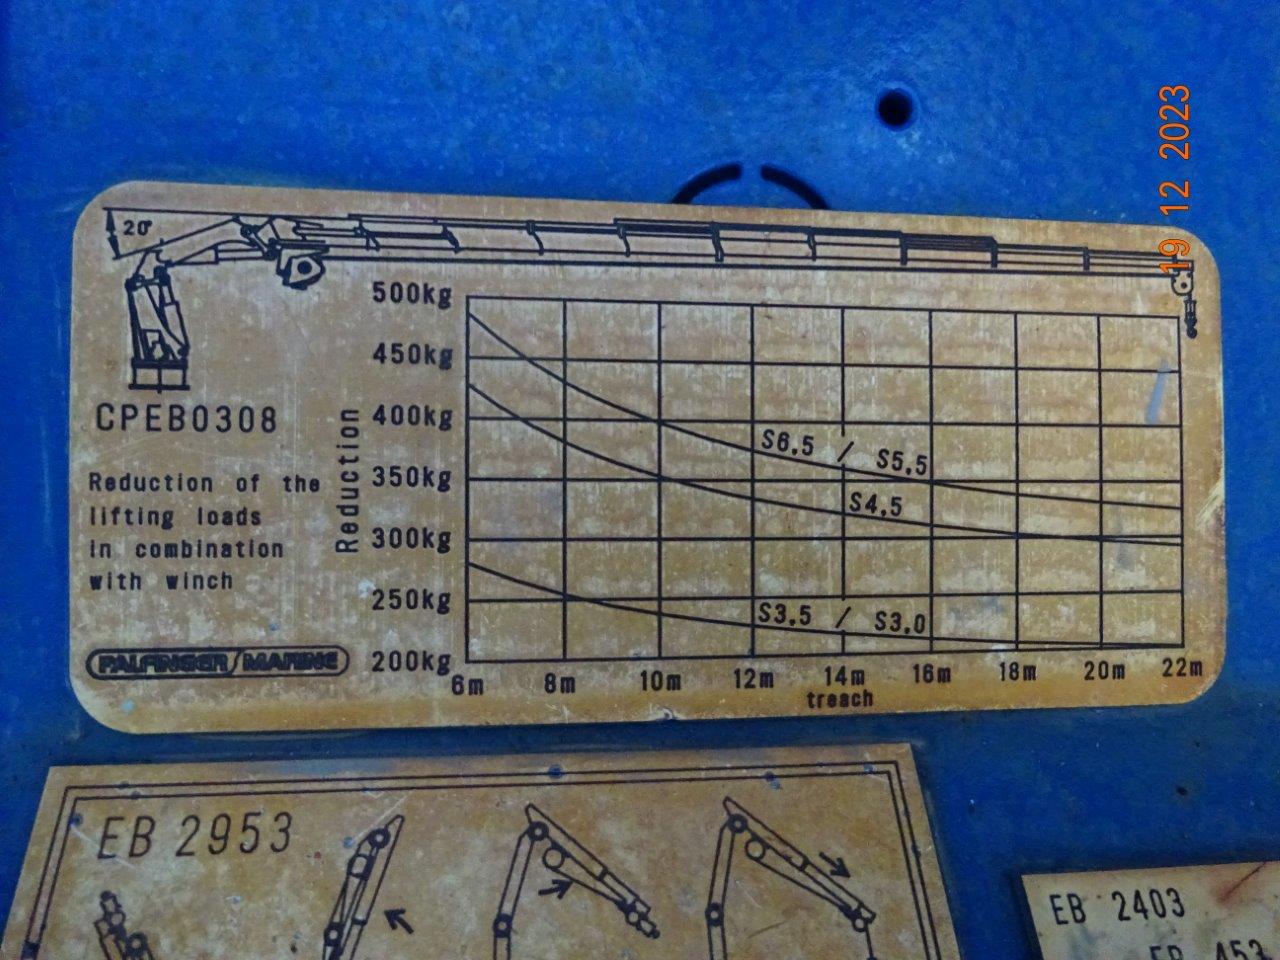 19 12 2023
20°
CPEB0308
Reduction of the
lifting loads
in combination
with winch
PALFINGER MARINE
Reduction
500kg
450kg
400kg
350kg
300kg
250kg
200kg
S6,5 / S5,5
S4,5
S3,5 / S3,0
6m 8m 10m 12m 14m 16m 18m 20m 22m
treach
EB 2953
EB 2403
EB 453